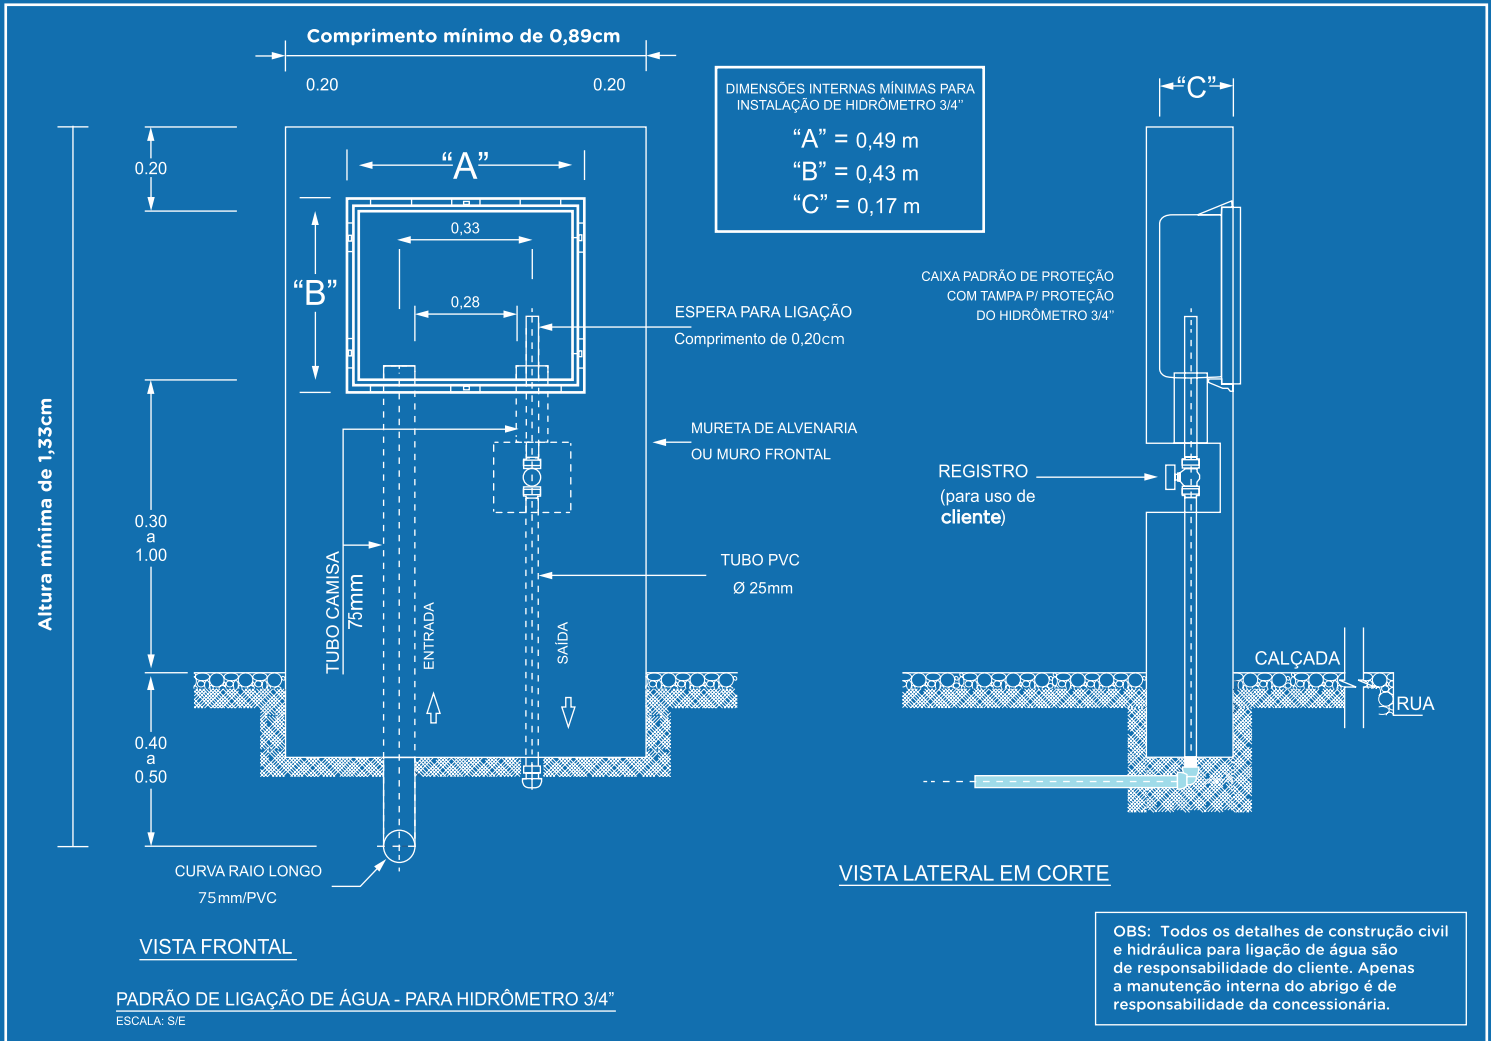 Comprimento mínimo de 0,89cm
0.20
0.20
DIMENSÕES INTERNAS MÍNIMAS PARA
INSTALAÇÃO DE HIDRÔMETRO 3/4”
“A” = 0,49 m
“B” = 0,43 m
“C” = 0,17 m
“C”
0.20
“A”
0,33
“B”
0,28
ESPERA PARA LIGAÇÃO
Comprimento de 0,20cm
CAIXA PADRÃO DE PROTEÇÃO
COM TAMPA P/ PROTEÇÃO
DO HIDRÔMETRO 3/4”
Altura mínima de 1,33cm
MURETA DE ALVENARIA
OU MURO FRONTAL
REGISTRO
(para uso de
cliente)
0.30
a
1.00
TUBO CAMISA
75mm
ENTRADA
SAÍDA
TUBO PVC
Ø 25mm
CALÇADA
RUA
0.40
a
0.50
CURVA RAIO LONGO
75mm/PVC
VISTA LATERAL EM CORTE
VISTA FRONTAL
PADRÃO DE LIGAÇÃO DE ÁGUA - PARA HIDRÔMETRO 3/4”
ESCALA: S/E
OBS: Todos os detalhes de construção civil
e hidráulica para ligação de água são
de responsabilidade do cliente. Apenas
a manutenção interna do abrigo é de
responsabilidade da concessionária.